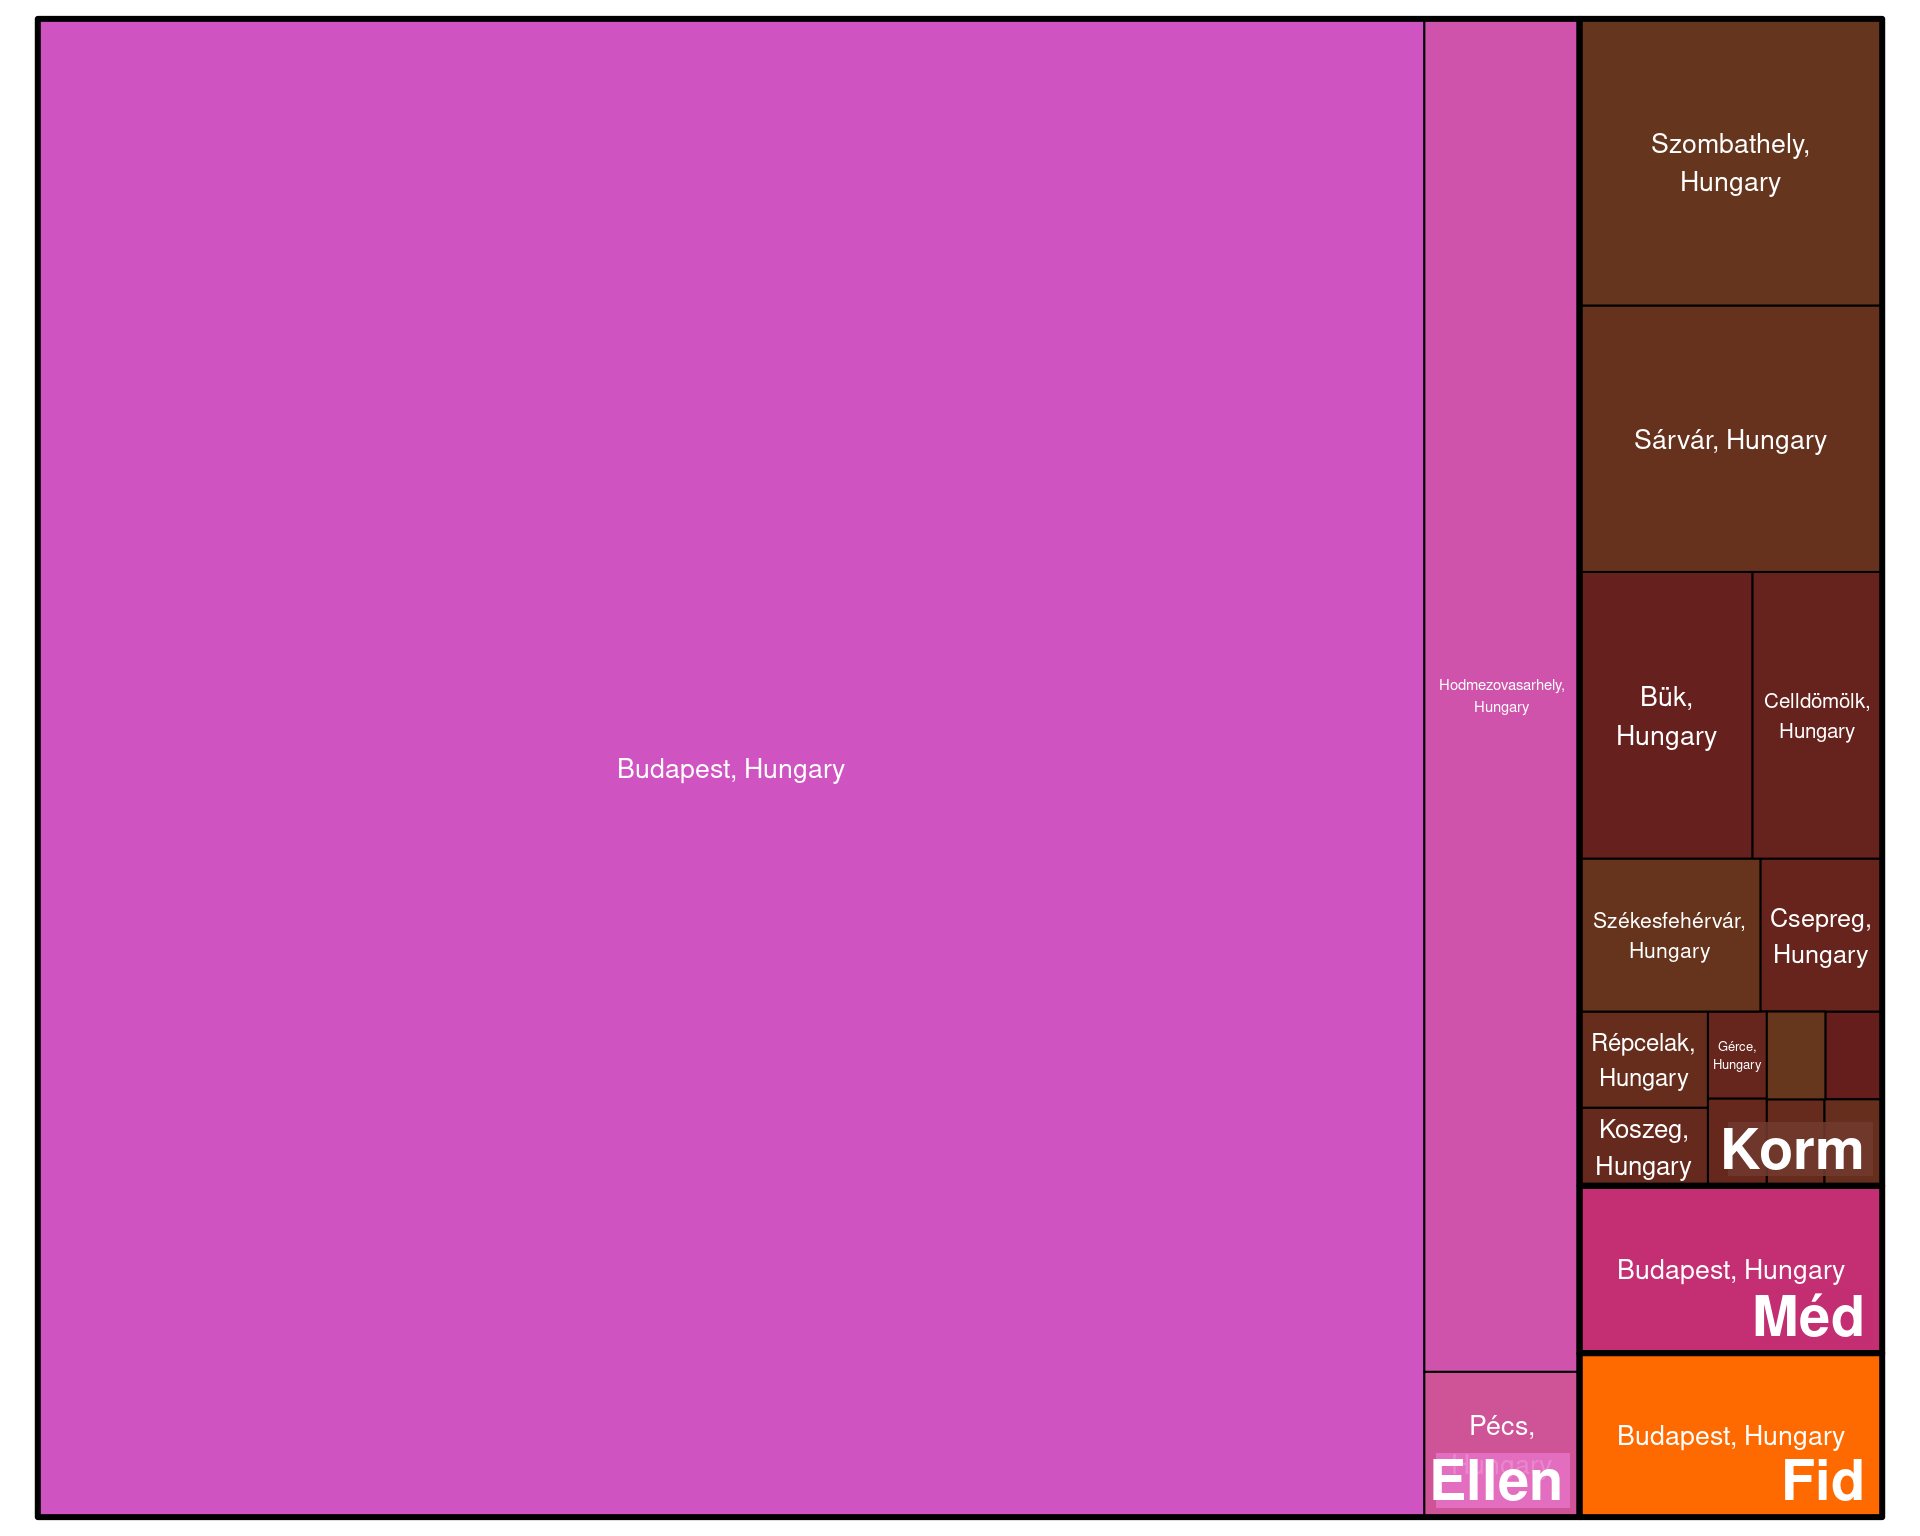 Budapest, Hungary
Hodmezovasarhely,
Hungary
Pécs,
Hungary
Ellen
Szombathely,
Hungary
Sárvár, Hungary
Bük,
Hungary
Celldömölk,
Hungary
Székesfehérvár,
Hungary
Csepreg,
Hungary
Répcelak,
Hungary
Gérce,
Hungary
Koszeg,
Hungary
Korm
Budapest, Hungary
Méd
Budapest, Hungary
Fid